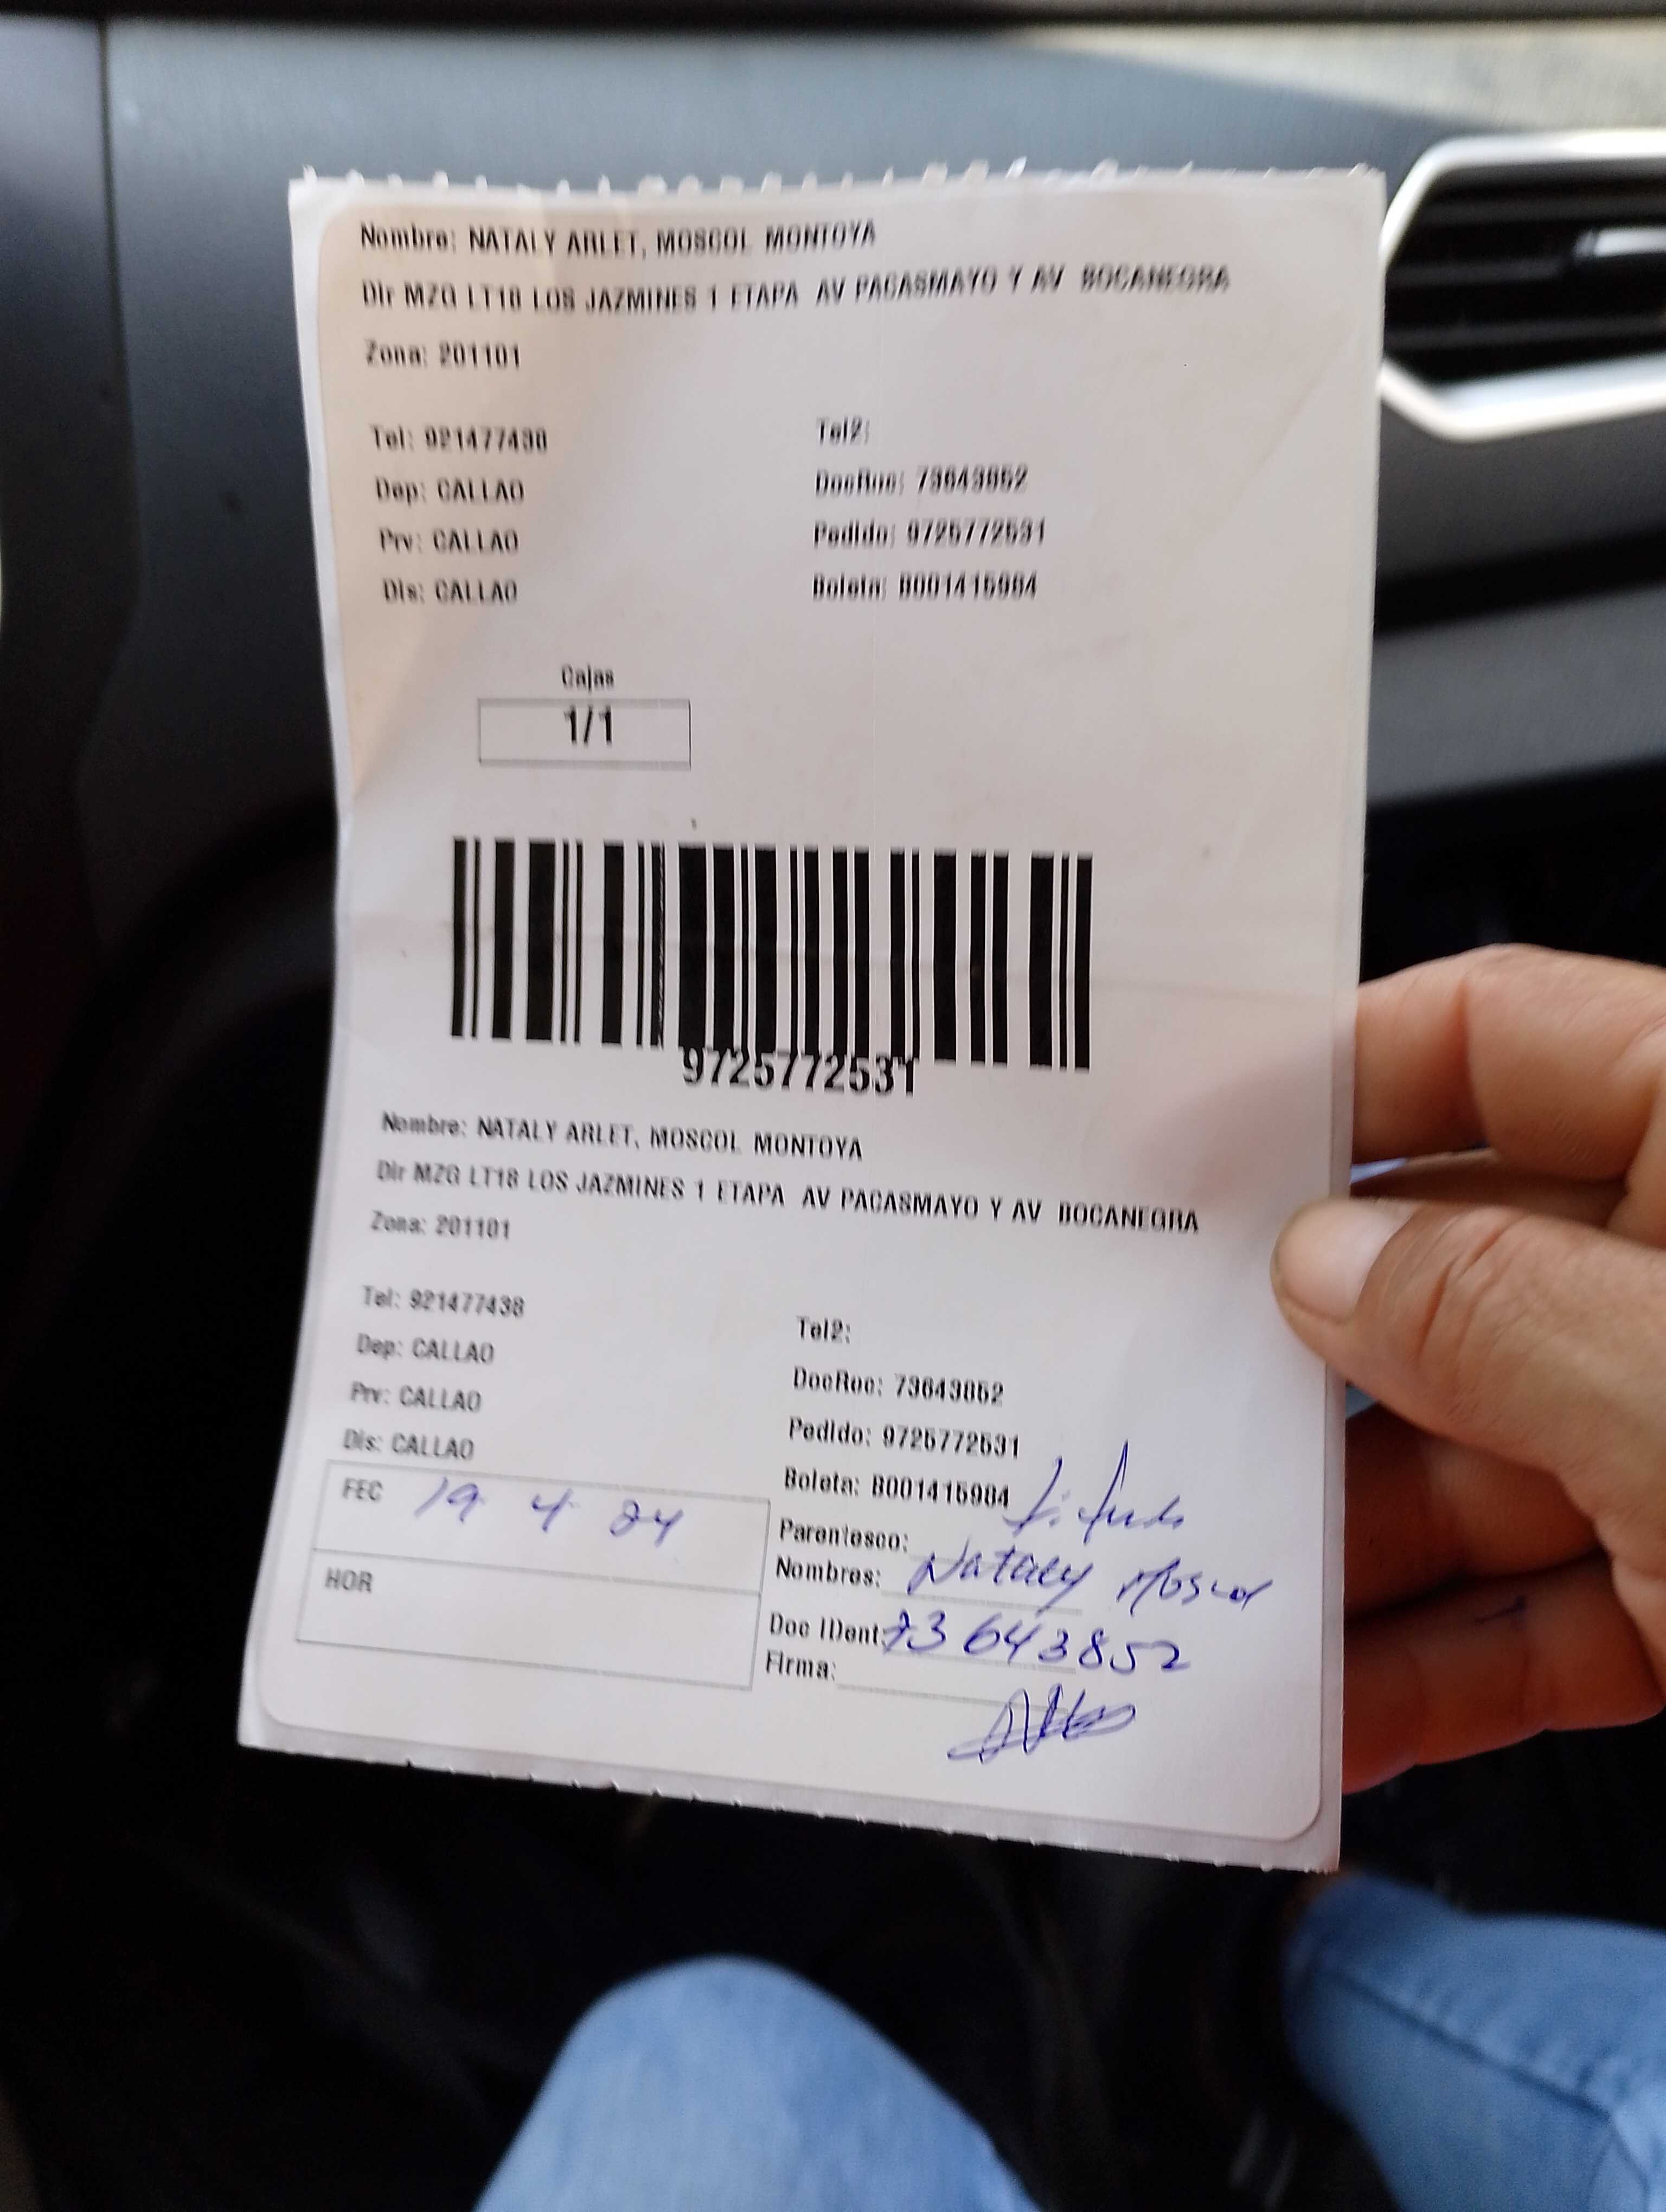 Nombre: NATALY ARLET, MOSCOL MONTOYA
Dir MZG LT18 LOS JAZMINES 1 ETAPA AV PACASMAYO Y AV BOCANEGRA
Zona: 201101
Tel: 921477438 Tel2:
Dep: CALLAO DocRuc: 73643852
Prv: CALLAO Pedido: 9725772531
Dis: CALLAO Boleta: B001415984
Cajas
1/1
9725772531
Nombre: NATALY ARLET, MOSCOL MONTOYA
Dir MZG LT18 LOS JAZMINES 1 ETAPA AV PACASMAYO Y AV BOCANEGRA
Zona: 201101
Tel: 921477438 Tel2:
Dep: CALLAO DocRuc: 73643852
Prv: CALLAO Pedido: 9725772531
Dis: CALLAO Boleta: B001415984
FEC 19 4 24 Parentesco:
Nombres: Nataly Moscol
HOR Doc IDent: 73643852
Firma: